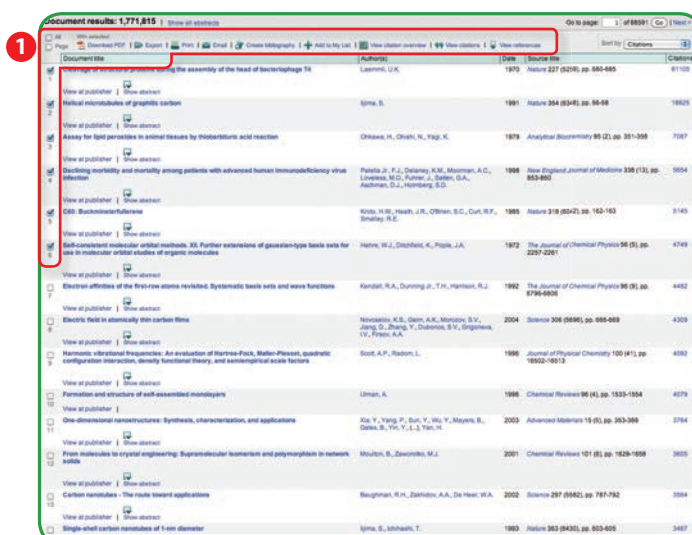 Document results: 1,771,815 | Show all abstracts Go to page: 1 of 88591 Go | Next >
1
All With selected
Page Download PDF | Export | Print | Email | Create bibliography | Add to My List | View citation overview | View citations | View references Sort by Citations
Document title Author(s) Date Source title Citations
1 Cleavage of structural proteins during the assembly of the head of bacteriophage T4 Laemmli, U.K. 1970 Nature 227 (5259), pp. 680-685
View at publisher | Show abstract
2 Helical microtubules of graphitic carbon Iijima, S. 1991 Nature 354 (6348), pp. 56-58
View at publisher | Show abstract
3 Assay for lipid peroxides in animal tissues by thiobarbituric acid reaction Ohkawa, H., Ohishi, N., Yagi, K. 1979 Analytical Biochemistry 95 (2), pp. 351-358 7087
View at publisher | Show abstract
4 Declining morbidity and mortality among patients with advanced human immunodeficiency virus Palella Jr., F.J., Delaney, K.M., Moorman, A.C., 1998 New England Journal of Medicine 338 (13), pp. 5654
infection Loveless, M.O., Fuhrer, J., Satten, G.A., 853-860
Aschman, D.J., Holmberg, S.D.
View at publisher | Show abstract
5 C60: Buckminsterfullerene Kroto, H.W., Heath, J.R., O'Brien, S.C., Curl, R.F., 1985 Nature 318 (6042), pp. 162-163 5145
Smalley, R.E.
View at publisher | Show abstract
6 Self-consistent molecular orbital methods. XII. Further extensions of gaussian-type basis sets for Hehre, W.J., Ditchfield, K., Pople, J.A. 1972 The Journal of Chemical Physics 56 (5), pp. 4749
use in molecular orbital studies of organic molecules 2257-2261
View at publisher | Show abstract
7 Electron affinities of the first-row atoms revisited. Systematic basis sets and wave functions Kendall, R.A., Dunning Jr., T.H., Harrison, R.J. 1992 The Journal of Chemical Physics 96 (9), pp. 4492
6796-6806
View at publisher | Show abstract
8 Electric field in atomically thin carbon films Novoselov, K.S., Geim, A.K., Morozov, S.V., 2004 Science 306 (5696), pp. 666-669 4309
Jiang, D., Zhang, Y., Dubonos, S.V., Grigorieva,
I.V., Firsov, A.A.
View at publisher | Show abstract
9 Harmonic vibrational frequencies: An evaluation of Hartree-Fock, Møller-Plesset, quadratic Scott, A.P., Radom, L. 1996 Journal of Physical Chemistry 100 (41), pp. 4092
configuration interaction, density functional theory, and semiempirical scale factors 16502-16513
View at publisher | Show abstract
10 Formation and structure of self-assembled monolayers Ulman, A. 1996 Chemical Reviews 96 (4), pp. 1533-1554 4079
View at publisher |
11 One-dimensional nanostructures: Synthesis, characterization, and applications Xia, Y., Yang, P., Sun, Y., Wu, Y., Mayers, B., 2003 Advanced Materials 15 (5), pp. 353-389 3764
Gates, B., Yin, Y., (...), Yan, H.
View at publisher | Show abstract
12 From molecules to crystal engineering: Supramolecular isomerism and polymorphism in network Moulton, B., Zaworotko, M.J. 2001 Chemical Reviews 101 (6), pp. 1629-1658 3605
solids
View at publisher | Show abstract
13 Carbon nanotubes - The route toward applications Baughman, R.H., Zakhidov, A.A., De Heer, W.A. 2002 Science 297 (5582), pp. 787-792 3564
View at publisher | Show abstract
Single-shell carbon nanotubes of 1-nm diameter Iijima, S., Ichihashi, T. 1993 Nature 363 (6430), pp. 603-605 3487